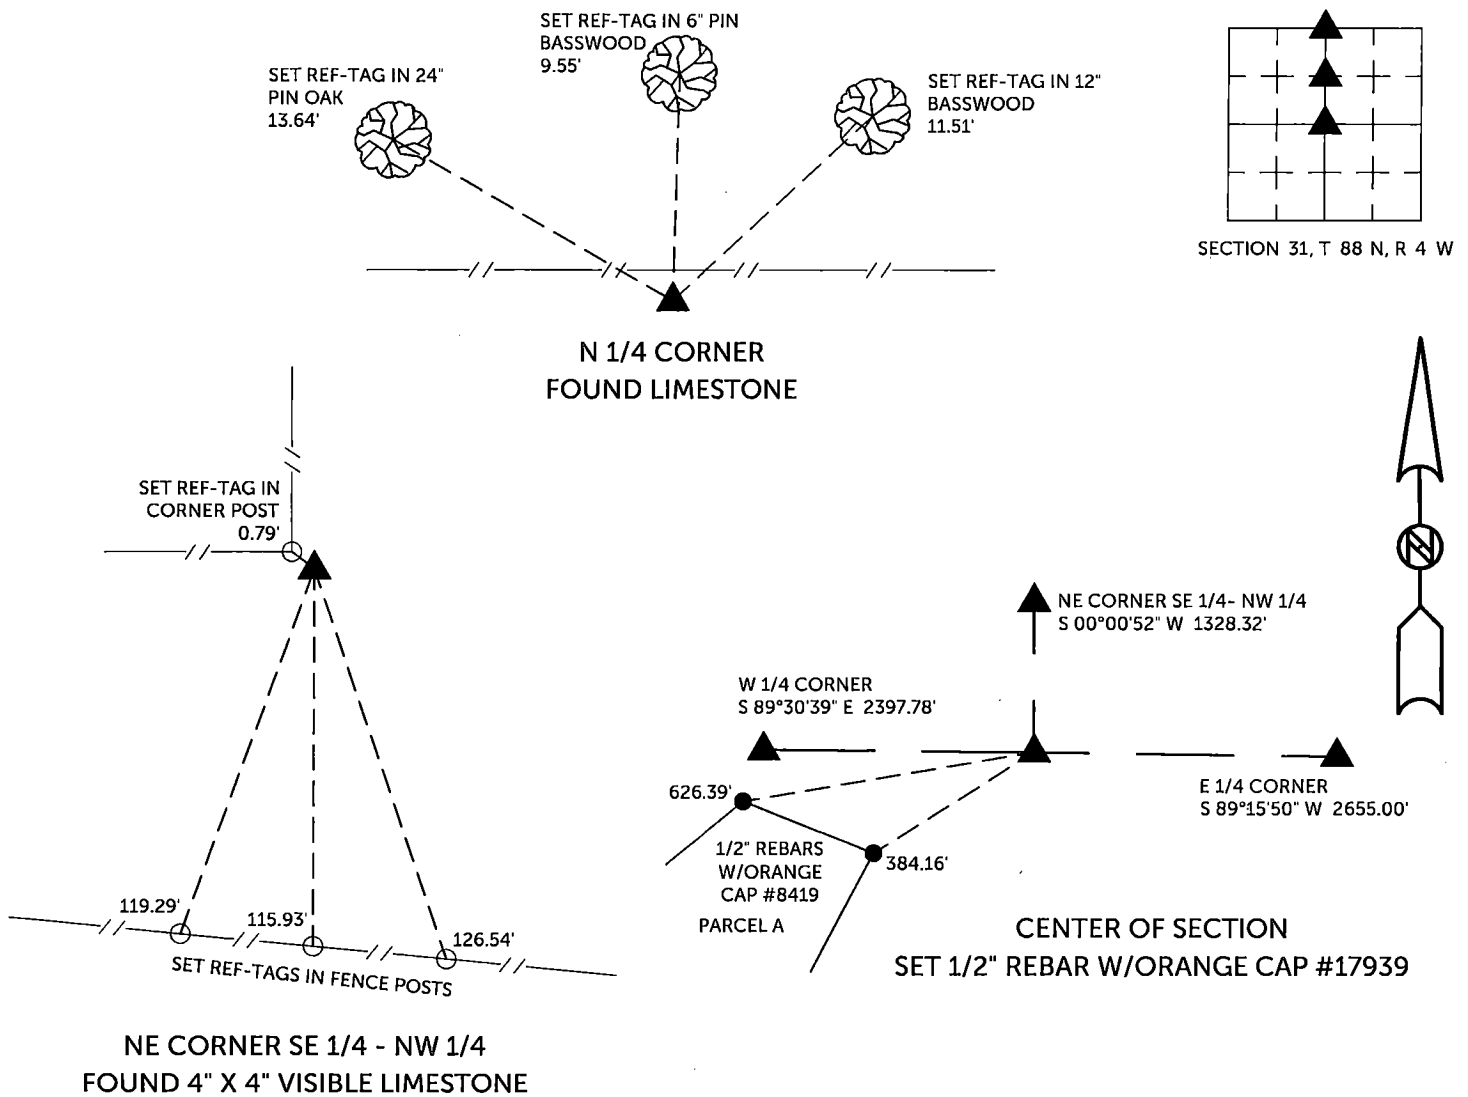 SET REF-TAG IN 24"
PIN OAK
13.64'
SET REF-TAG IN 6" PIN
BASSWOOD
9.55'
SET REF-TAG IN 12"
BASSWOOD
11.51'
SECTION 31, T 88 N, R 4 W
N 1/4 CORNER
FOUND LIMESTONE
SET REF-TAG IN
CORNER POST
0.79'
119.29'
115.93'
126.54'
SET REF-TAGS IN FENCE POSTS
NE CORNER SE 1/4 - NW 1/4
FOUND 4" X 4" VISIBLE LIMESTONE
N
NE CORNER SE 1/4- NW 1/4
S 00°00'52" W 1328.32'
W 1/4 CORNER
S 89°30'39" E 2397.78'
E 1/4 CORNER
S 89°15'50" W 2655.00'
626.39'
384.16'
1/2" REBARS
W/ORANGE
CAP #8419
PARCEL A
CENTER OF SECTION
SET 1/2" REBAR W/ORANGE CAP #17939